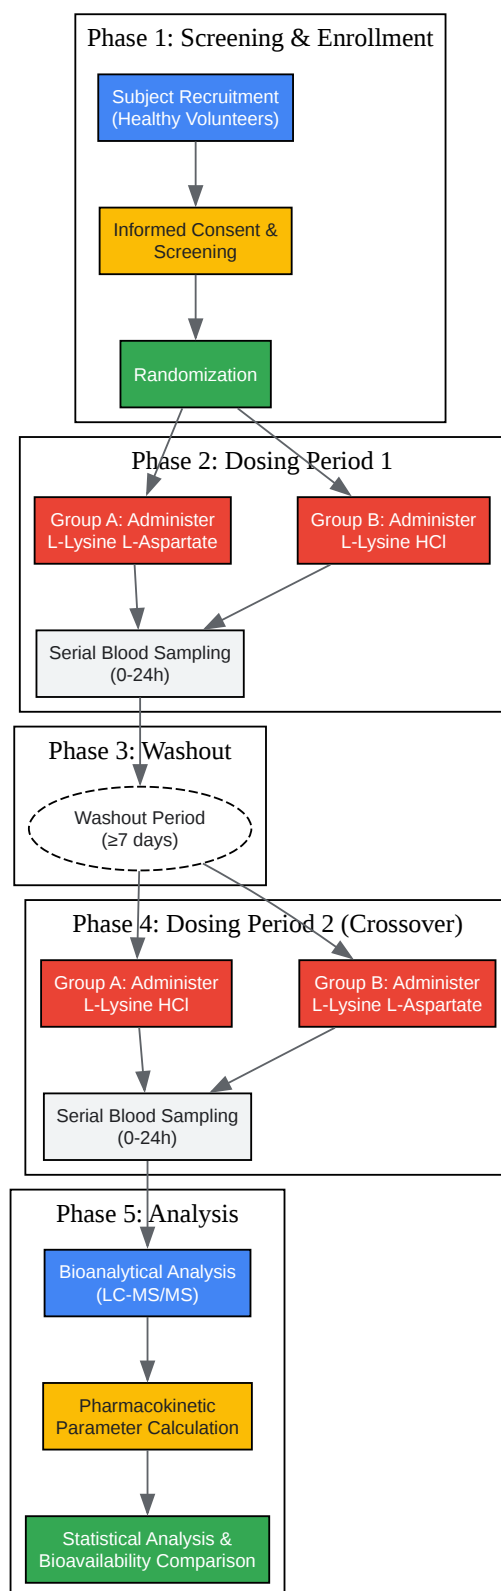 Phase 1: Screening & Enrollment
Subject Recruitment
(Healthy Volunteers)
Informed Consent &
Screening
Randomization
Phase 2: Dosing Period 1
Group A: Administer
L-Lysine L-Aspartate
Group B: Administer
L-Lysine HCl
Serial Blood Sampling
(0-24h)
Phase 3: Washout
Washout Period
(≥7 days)
Phase 4: Dosing Period 2 (Crossover)
Group A: Administer
L-Lysine HCl
Group B: Administer
L-Lysine L-Aspartate
Serial Blood Sampling
(0-24h)
Phase 5: Analysis
Bioanalytical Analysis
(LC-MS/MS)
Pharmacokinetic
Parameter Calculation
Statistical Analysis &
Bioavailability Comparison